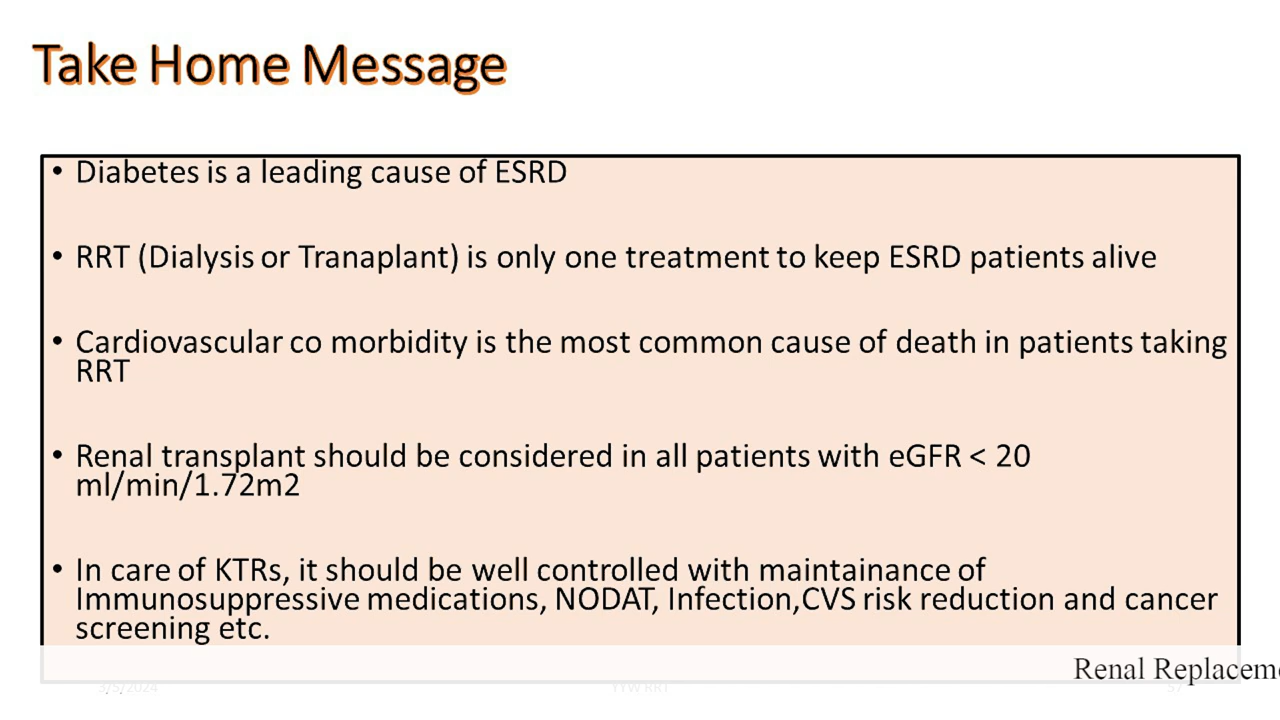 Take Home Message
• Diabetes is a leading cause of ESRD
• RRT (Dialysis or Tranaplant) is only one treatment to keep ESRD patients alive
• Cardiovascular co morbidity is the most common cause of death in patients taking
RRT
• Renal transplant should be considered in all patients with eGFR < 20
ml/min/1.72m2
• In care of KTRs, it should be well controlled with maintainance of
Immunosuppressive medications, NODAT, Infection,CVS risk reduction and cancer
screening etc.
Renal Replacem
3/5/2024 YYW RRT 57